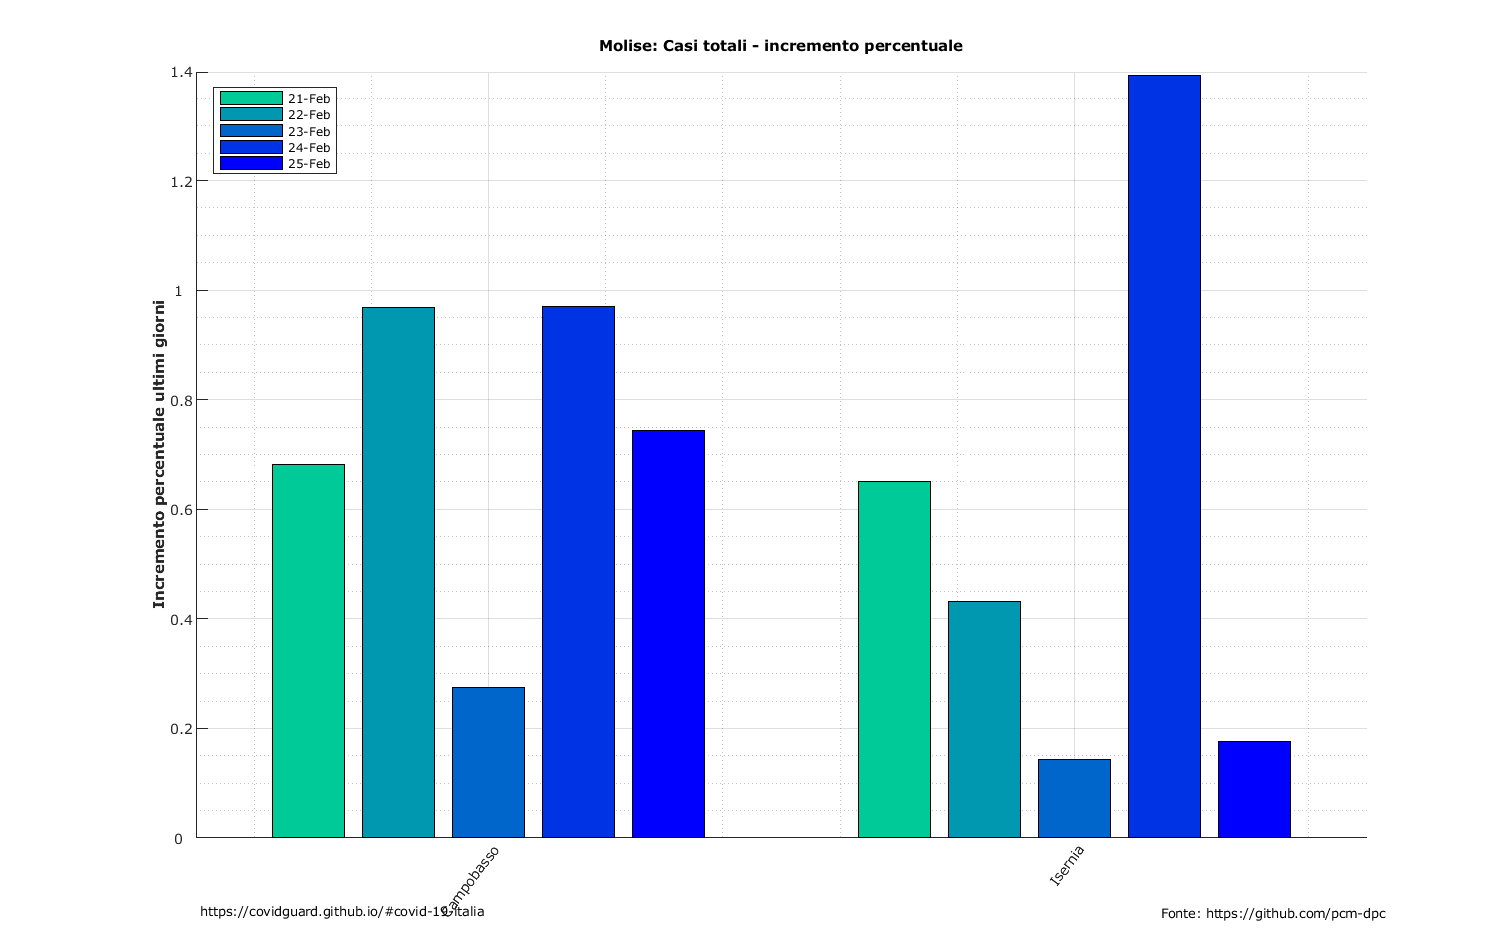 Molise: Casi totali - incremento percentuale
1.4
1.2
1
0.8
0.6
0.4
0.2
0
Incremento percentuale ultimi giorni
21-Feb
22-Feb
23-Feb
24-Feb
25-Feb
Campobasso
Isernia
https://covidguard.github.io/#covid-19-italia
Fonte: https://github.com/pcm-dpc